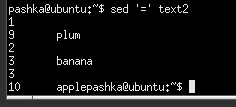 pashka@ubuntu:~$ sed '=' text2
1
9 plum
2
3 banana
3
10 applepashka@ubuntu:~$